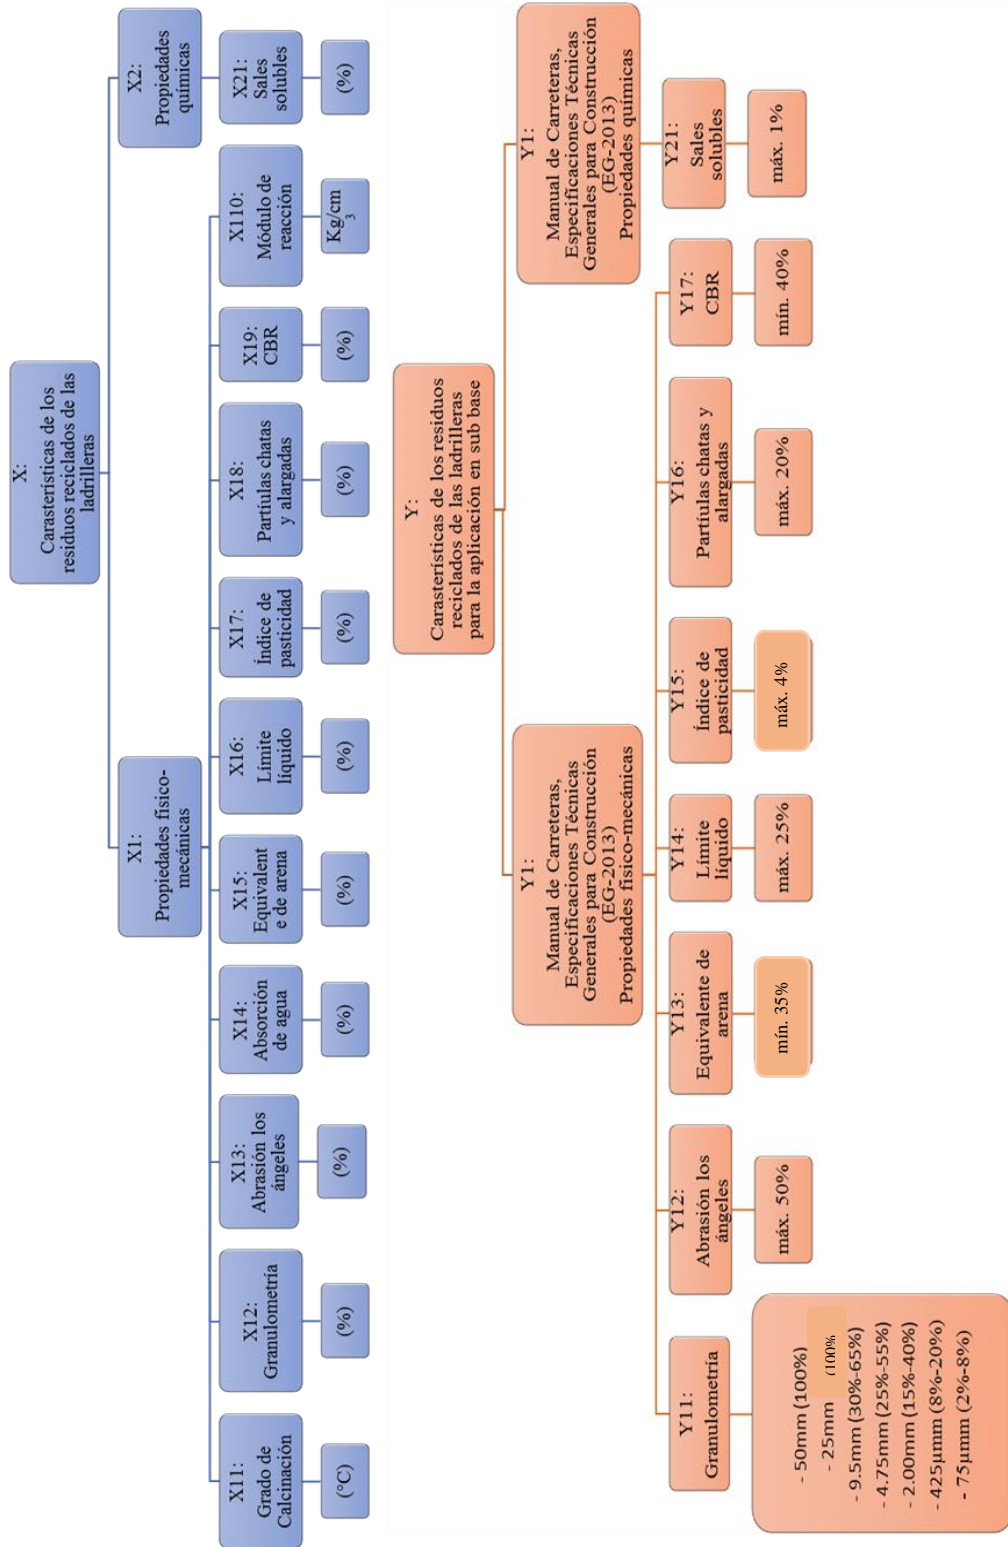 X:
Carasterísticas de los
residuos reciclados de las
ladrilleras
X1:
Propiedades físico-
mecánicas
X2:
Propiedades
químicas
X11:
Grado de
Calcinación
(°C)
X12:
Granulometría
(%)
X13:
Abrasión los
ángeles
(%)
X14:
Absorción
de agua
(%)
X15:
Equivalent
e de arena
(%)
X16:
Límite
líquido
(%)
X17:
Índice de
pasticidad
(%)
X18:
Partíulas chatas
y alargadas
(%)
X19:
CBR
(%)
X110:
Módulo de
reacción
Kg/cm
3
X21:
Sales
solubles
(%)
Y:
Carasterísticas de los residuos
reciclados de las ladrilleras
para la aplicación en sub base
Y1:
Manual de Carreteras,
Especificaciones Técnicas
Generales para Construcción
(EG-2013)
Propiedades físico-mecánicas
Y1:
Manual de Carreteras,
Especificaciones Técnicas
Generales para Construcción
(EG-2013)
Propiedades químicas
Y11:
Granulometría
- 50mm (100%)
- 25mm (100%
- 9.5mm (30%-65%)
- 4.75mm (25%-55%)
- 2.00mm (15%-40%)
- 425µmm (8%-20%)
- 75µmm (2%-8%)
Y12:
Abrasión los
ángeles
máx. 50%
Y13:
Equivalente de
arena
mín. 35%
Y14:
Límite
líquido
máx. 25%
Y15:
Índice de
pasticidad
máx. 4%
Y16:
Partíulas chatas y
alargadas
máx. 20%
Y17:
CBR
mín. 40%
Y21:
Sales
solubles
máx. 1%